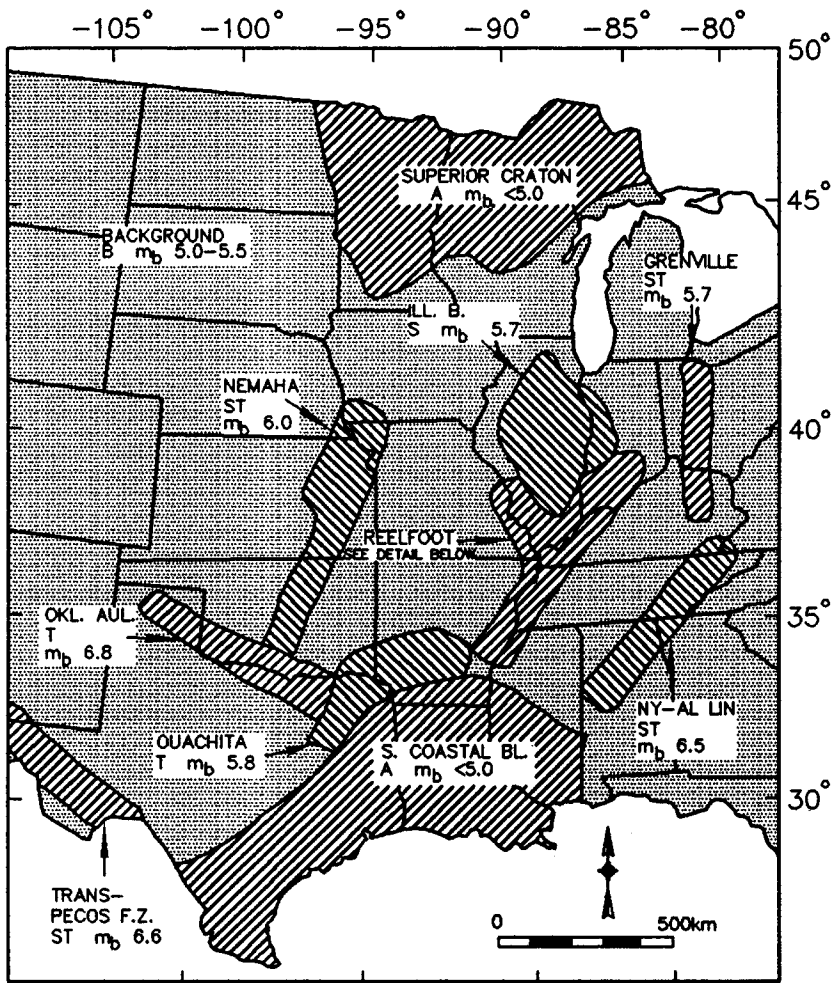 -105° -100° -95° -90° -85° -80°
50°
SUPERIOR CRATON
A m_b <5.0
45°
BACKGROUND
B m_b 5.0-5.5
GRENVILLE
ST
m_b 5.7
ILL. B.
S m_b 5.7
NEMAHA
ST
m_b 6.0
40°
REELFOOT
SEE DETAIL BELOW
OKL. AUL.
T
m_b 6.8
35°
NY-AL LIN
ST
m_b 6.5
OUACHITA
T m_b 5.8
S. COASTAL BL.
A m_b <5.0
30°
TRANS-
PECOS F.Z.
ST m_b 6.6
0 500km